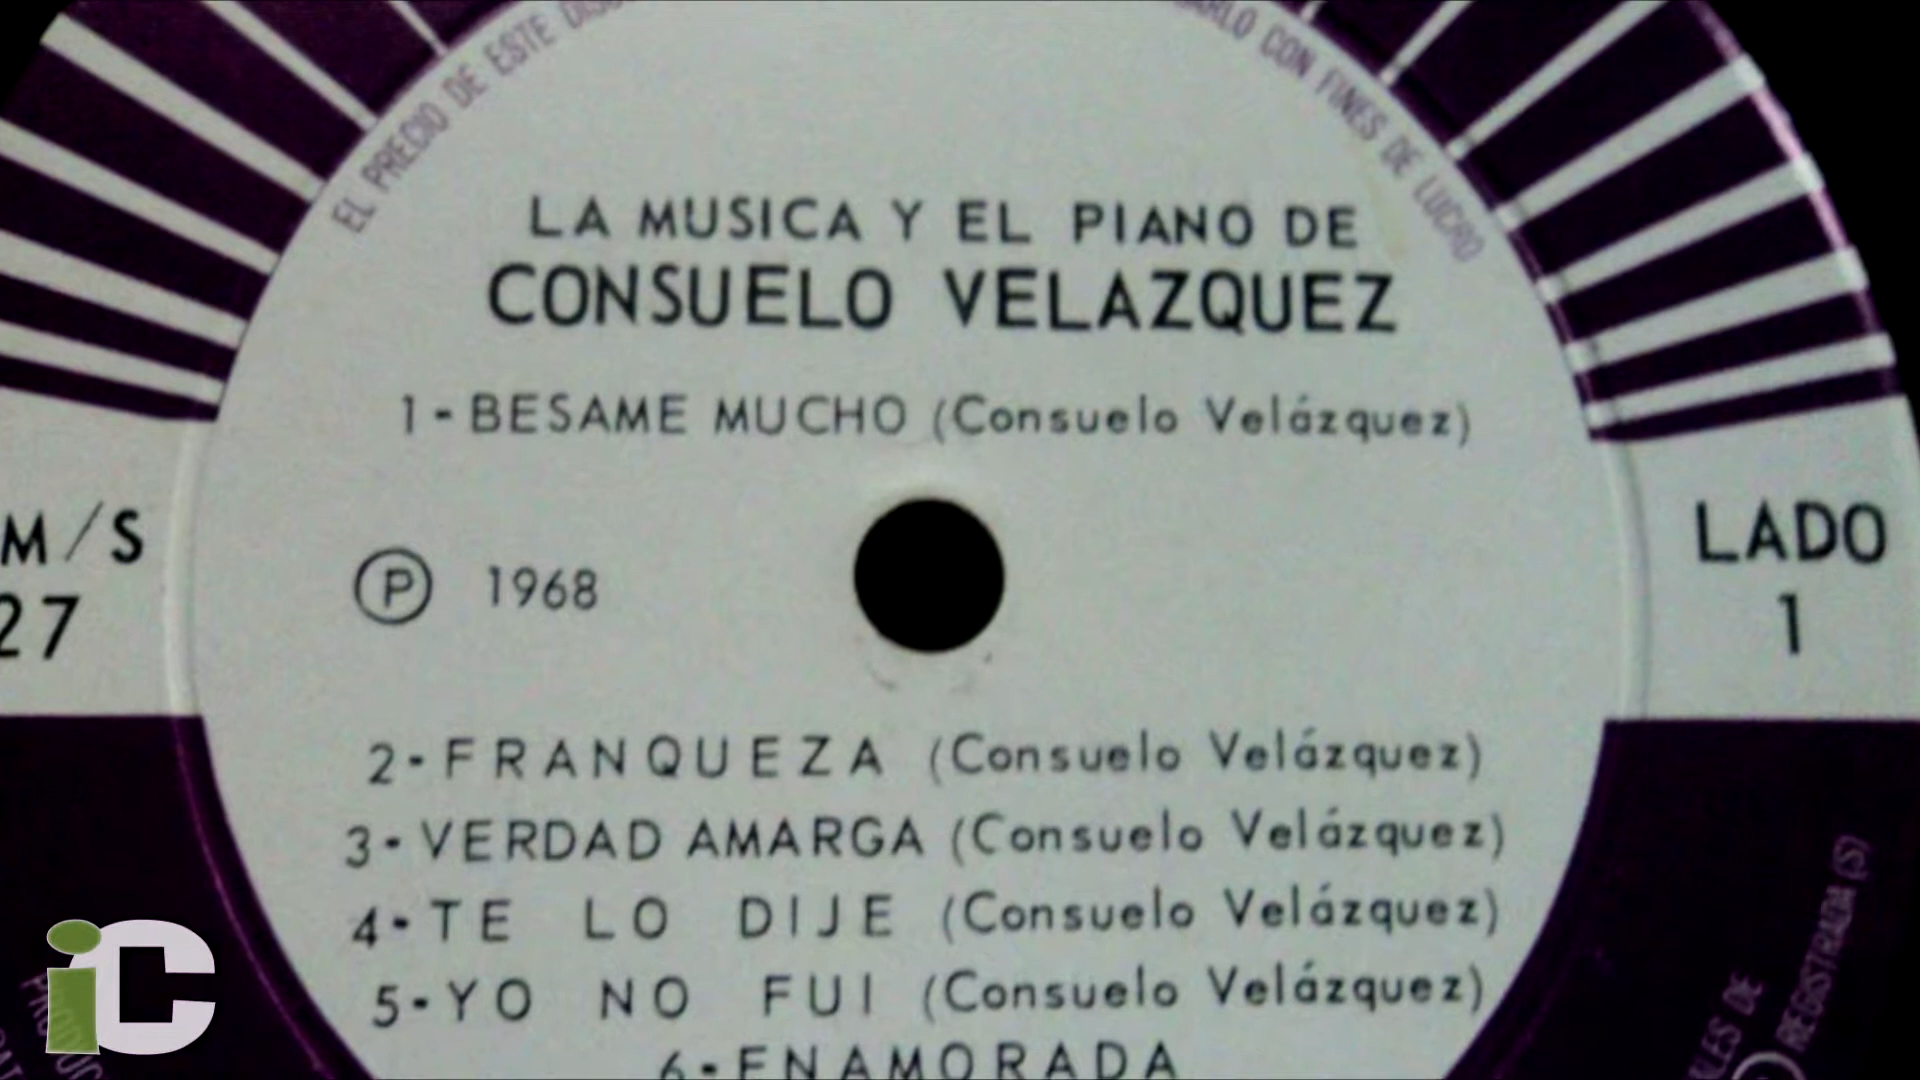 EL PRECIO DE ESTE
CON FINES DE LUCRO
LA MUSICA Y EL PIANO DE
CONSUELO VELAZQUEZ
1-BESAME MUCHO (Consuelo Velázquez)
M/S
27
P 1968
LADO
1
2-FRANQUEZA (Consuelo Velázquez)
3-VERDAD AMARGA (Consuelo Velázquez)
4-TE LO DIJE (Consuelo Velázquez)
5-YO NO FUI (Consuelo Velázquez)
6-ENAMORADA
DE
REGISTRADA (S)
iC